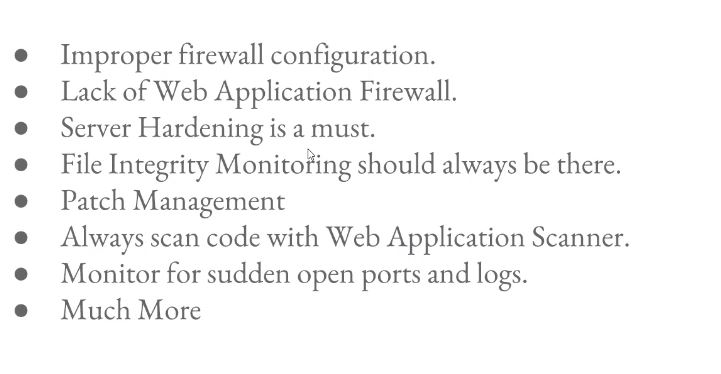 ● Improper firewall configuration.
● Lack of Web Application Firewall.
● Server Hardening is a must.
● File Integrity Monitoring should always be there.
● Patch Management
● Always scan code with Web Application Scanner.
● Monitor for sudden open ports and logs.
● Much More